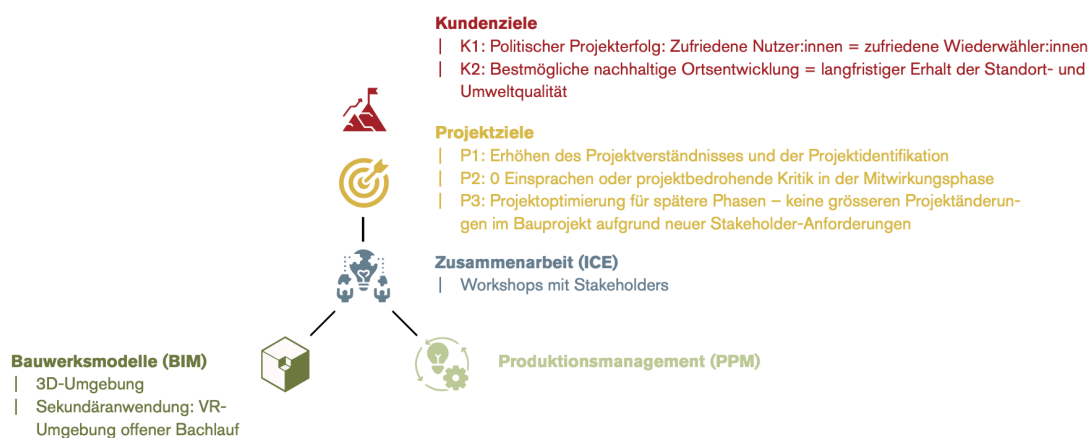 Kundenziele
| K1: Politischer Projekterfolg: Zufriedene Nutzer:innen = zufriedene Wiederwähler:innen
| K2: Bestmögliche nachhaltige Ortsentwicklung = langfristiger Erhalt der Standort- und
Umweltqualität
Projektziele
| P1: Erhöhen des Projektverständnisses und der Projektidentifikation
| P2: 0 Einsprachen oder projektbedrohende Kritik in der Mitwirkungsphase
| P3: Projektoptimierung für spätere Phasen – keine grösseren Projektänderun-
gen im Bauprojekt aufgrund neuer Stakeholder-Anforderungen
Zusammenarbeit (ICE)
| Workshops mit Stakeholders
Bauwerksmodelle (BIM)
| 3D-Umgebung
| Sekundäranwendung: VR-
Umgebung offener Bachlauf
Produktionsmanagement (PPM)